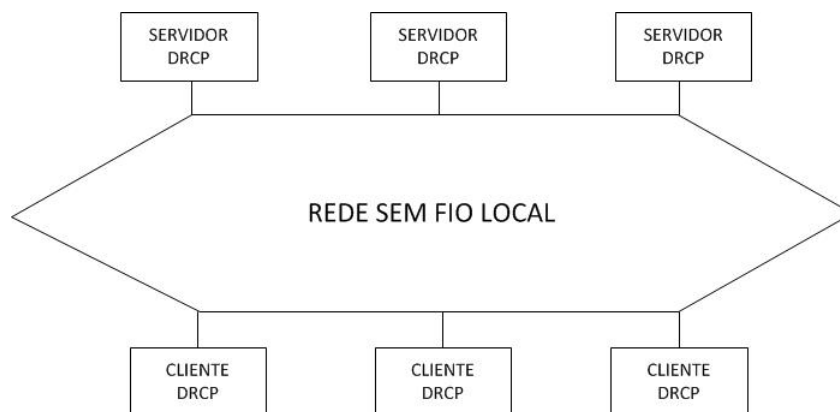 SERVIDOR
DRCP
SERVIDOR
DRCP
SERVIDOR
DRCP
REDE SEM FIO LOCAL
CLIENTE
DRCP
CLIENTE
DRCP
CLIENTE
DRCP